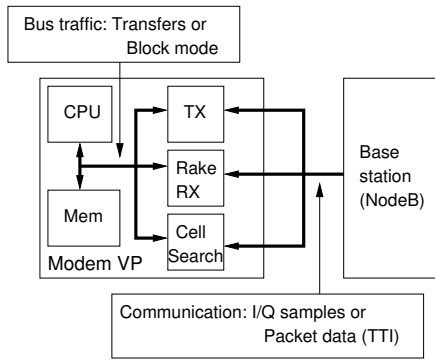 Bus traffic: Transfers or
Block mode
CPU
TX
Rake
RX
Base
station
(NodeB)
Mem
Cell
Search
Modem VP
Communication: I/Q samples or
Packet data (TTI)